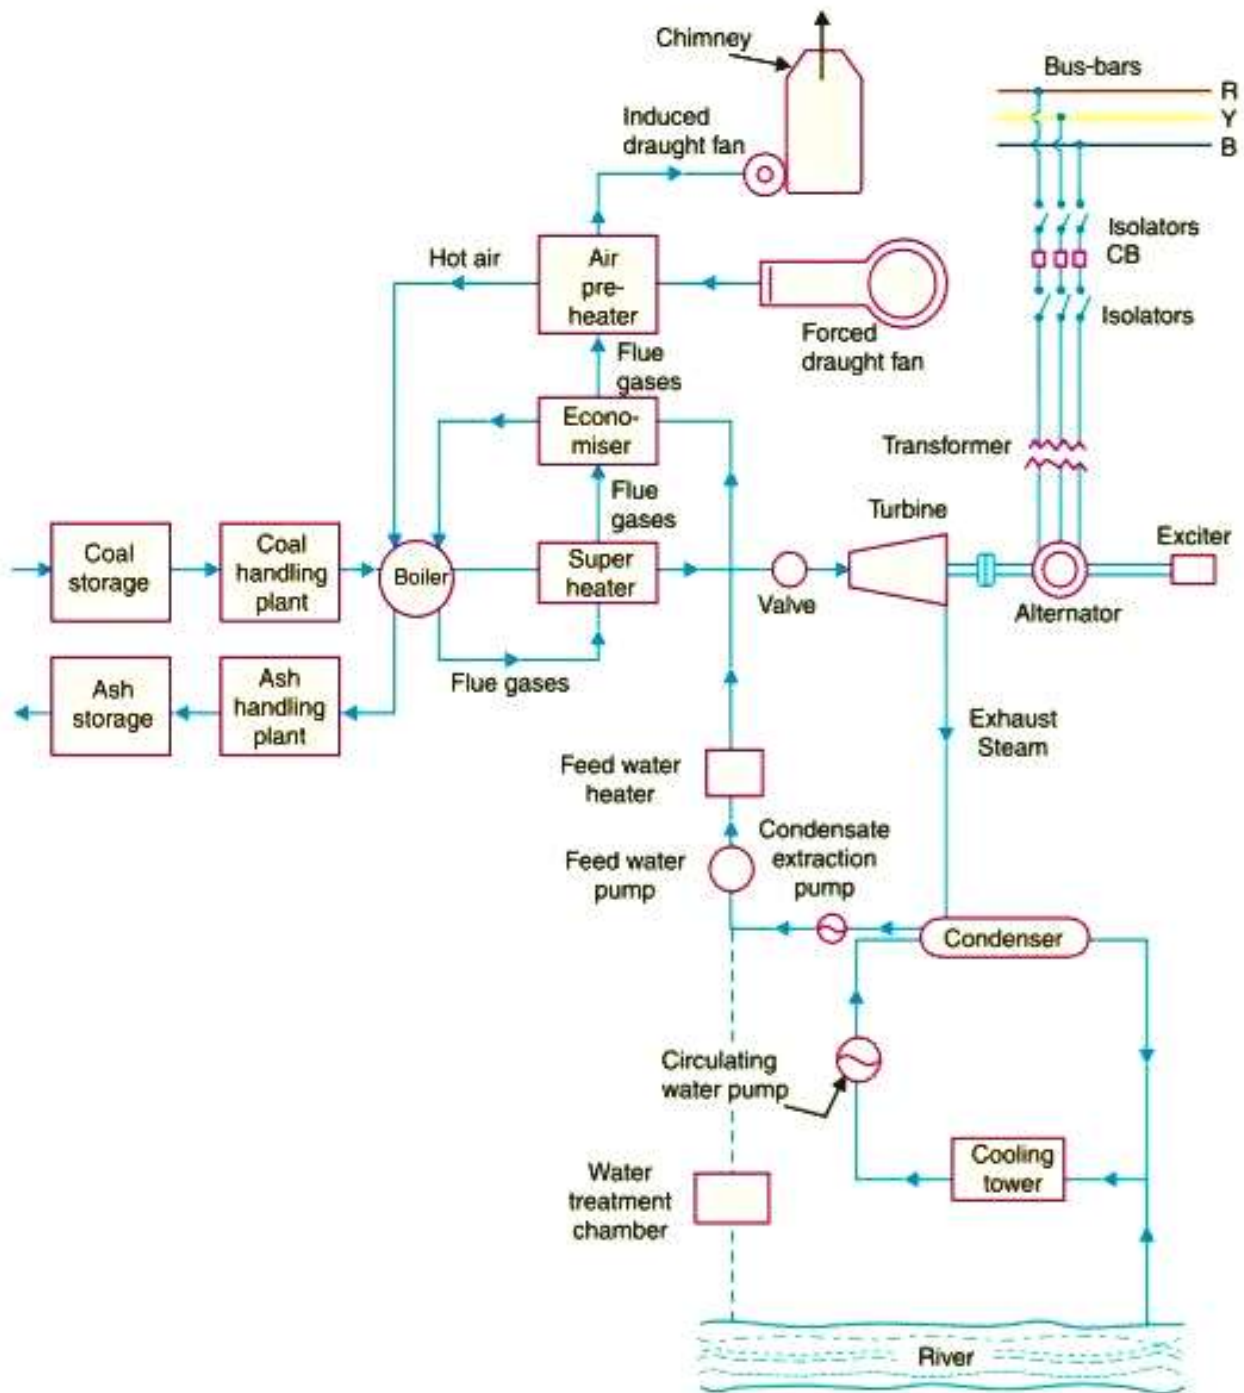 Chimney
Bus-bars
R
Y
B
Induced
draught fan
Isolators
CB
Isolators
Hot air
Air
pre-
heater
Forced
draught fan
Flue
gases
Econo-
miser
Transformer
Flue
gases
Turbine
Exciter
Coal
storage
Coal
handling
plant
Boiler
Super
heater
Valve
Alternator
Ash
storage
Ash
handling
plant
Flue gases
Exhaust
Steam
Feed water
heater
Condensate
extraction
pump
Feed water
pump
Condenser
Circulating
water pump
Cooling
tower
Water
treatment
chamber
River